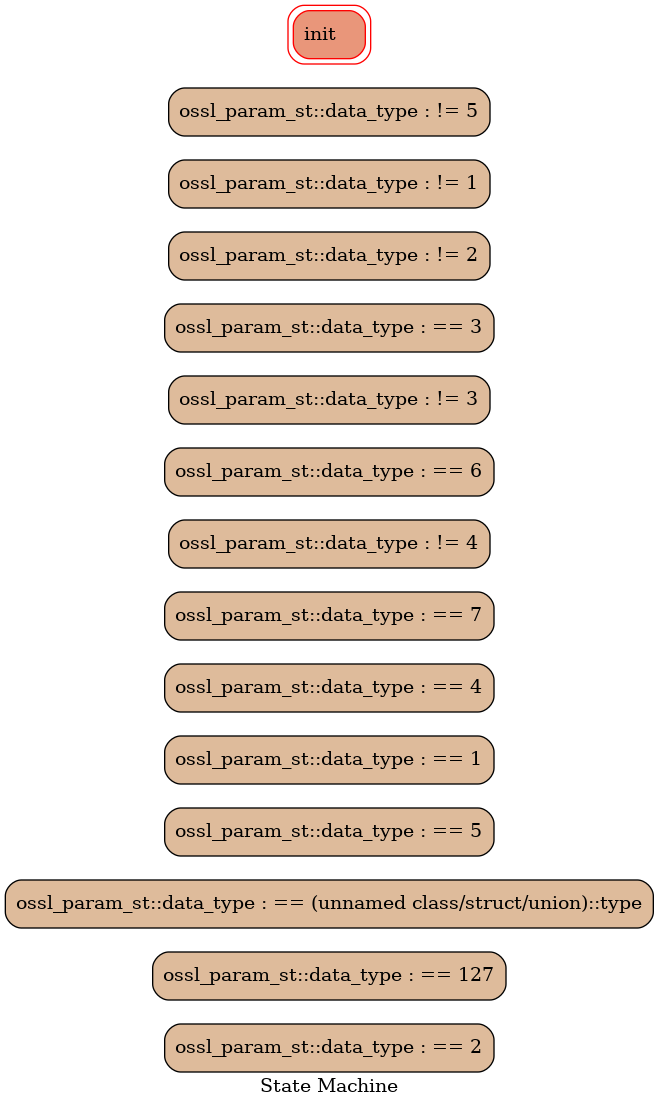 init
ossl_param_st::data_type : != 5
ossl_param_st::data_type : != 1
ossl_param_st::data_type : != 2
ossl_param_st::data_type : == 3
ossl_param_st::data_type : != 3
ossl_param_st::data_type : == 6
ossl_param_st::data_type : != 4
ossl_param_st::data_type : == 7
ossl_param_st::data_type : == 4
ossl_param_st::data_type : == 1
ossl_param_st::data_type : == 5
ossl_param_st::data_type : == (unnamed class/struct/union)::type
ossl_param_st::data_type : == 127
ossl_param_st::data_type : == 2
State Machine